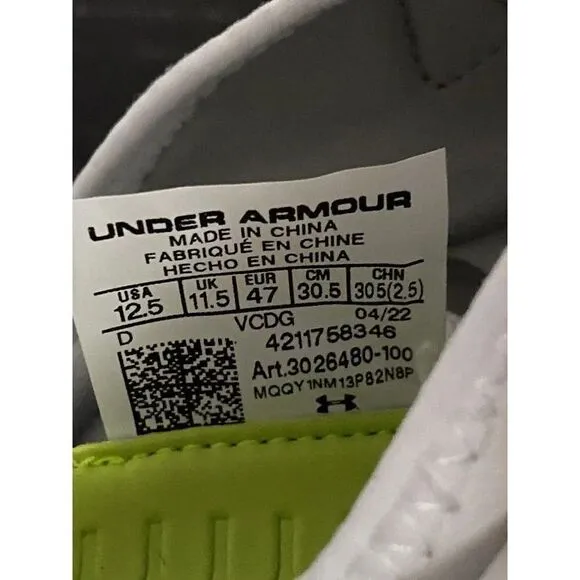 UNDER ARMOUR
MADE IN CHINA
FABRIQUÉ EN CHINE
HECHO EN CHINA
USA UK EUR CM CHN
12.5 11.5 47 30.5 305(2.5)
D VCDG 04/22
4211758346
Art.3026480-100
MQQY1NM13P82N8P